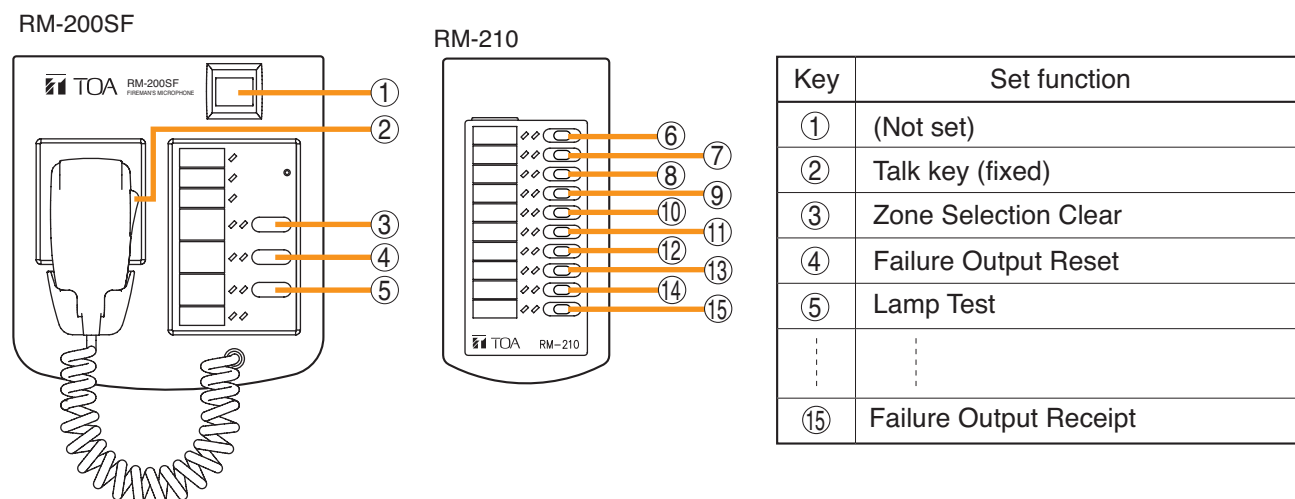 RM-200SF
TOA RM-200SF
FIREMAN'S MICROPHONE
①
②
③
④
⑤
RM-210
⑥
⑦
⑧
⑨
⑩
⑪
⑫
⑬
⑭
⑮
TOA RM-210
Key Set function
① (Not set)
② Talk key (fixed)
③ Zone Selection Clear
④ Failure Output Reset
⑤ Lamp Test
⑮ Failure Output Receipt